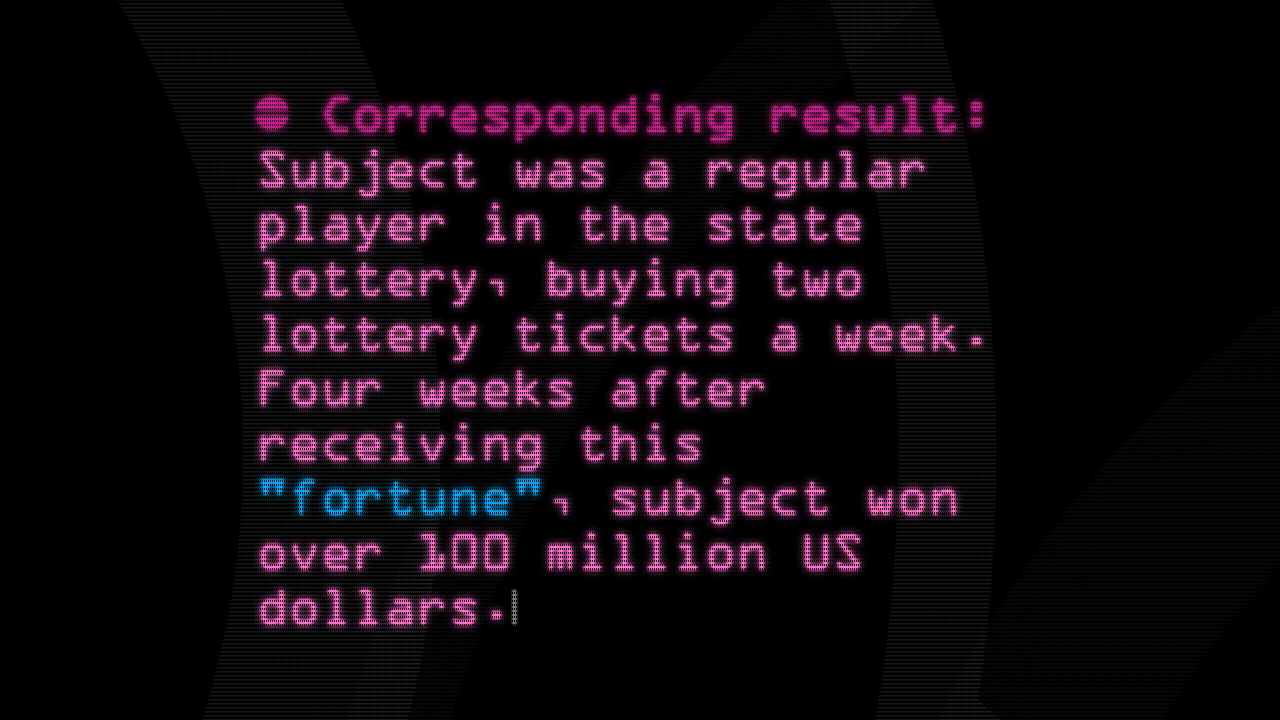 ● Corresponding result:
Subject was a regular
player in the state
lottery, buying two
lottery tickets a week.
Four weeks after
receiving this
"fortune", subject won
over 100 million US
dollars.